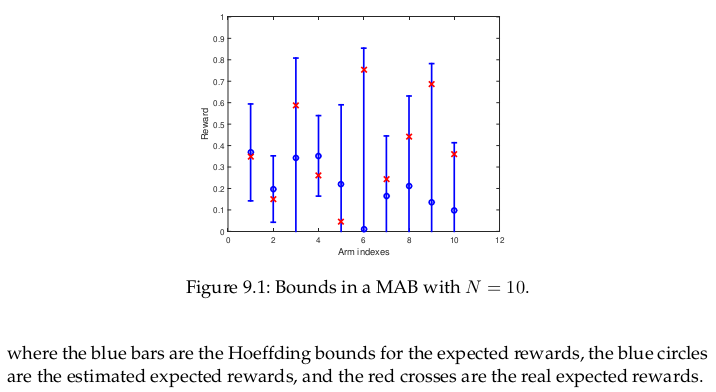 1
0.9
0.8
0.7
0.6
0.5
0.4
0.3
0.2
0.1
0
Reward
0 2 4 6 8 10 12
Arm indexes
Figure 9.1: Bounds in a MAB with N = 10.
where the blue bars are the Hoeffding bounds for the expected rewards, the blue circles
are the estimated expected rewards, and the red crosses are the real expected rewards.